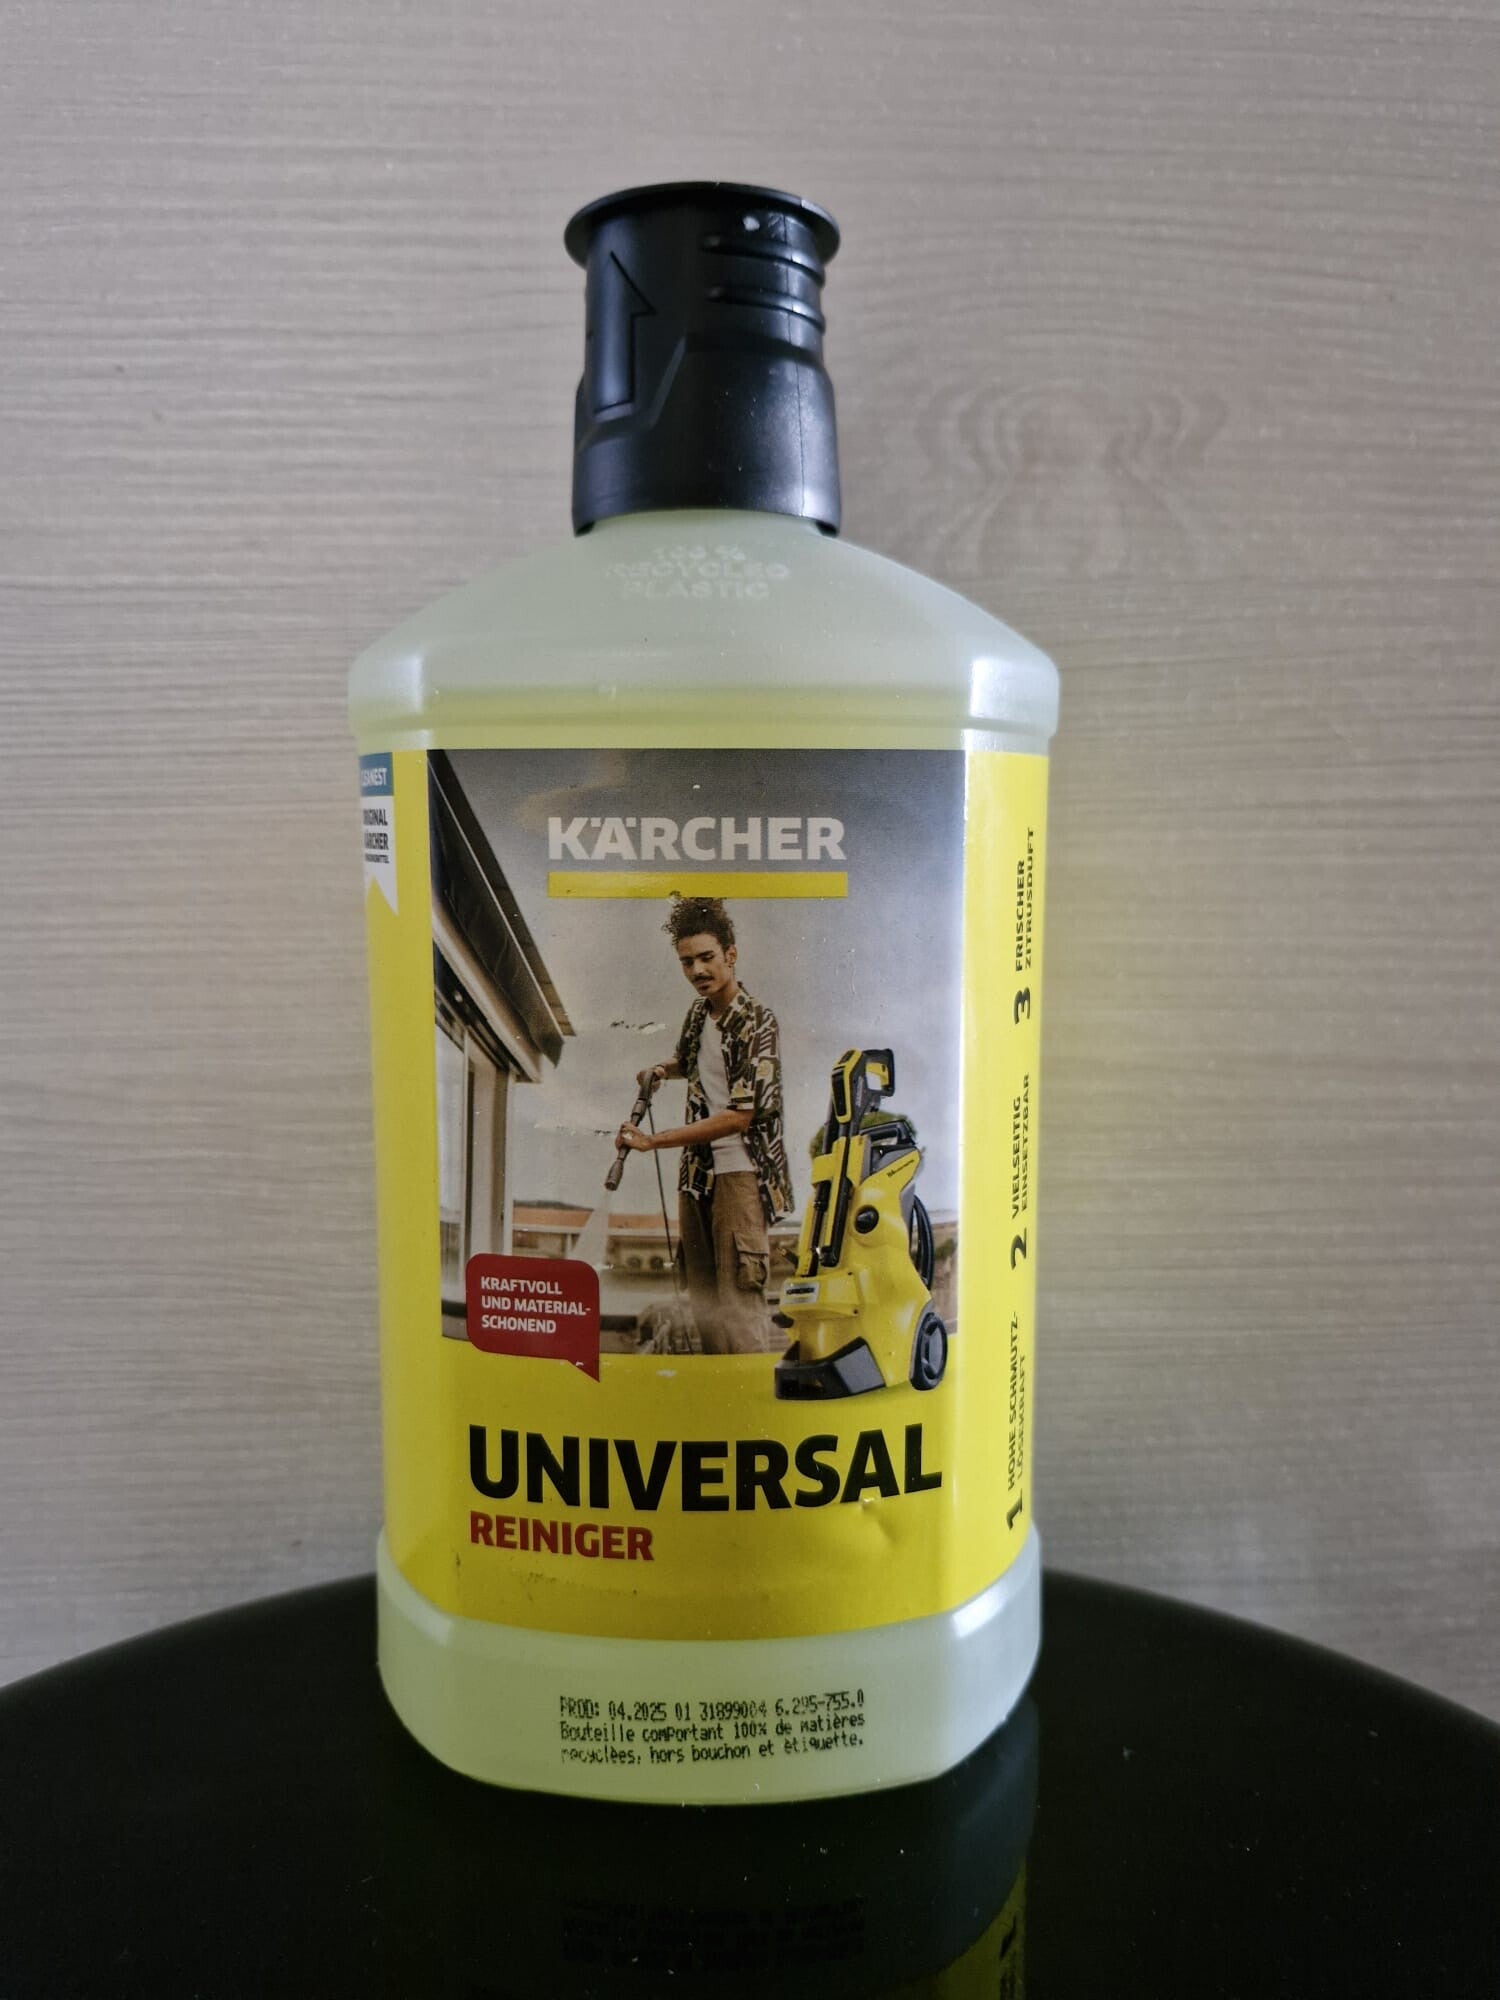 100 %
RECYCLED
PLASTIC
KÄRCHER
KRAFTVOLL
UND MATERIAL-
SCHONEND
UNIVERSAL
REINIGER
1 HOHE SCHMUTZ-
LÖSEKRAFT
2 VIELSEITIG
EINSETZBAR
3 FRISCHER
ZITRUSDUFT
PROD: 04.2025 01 31899004 6.295-755.0
Bouteille comportant 100% de matières
recyclées, hors bouchon et étiquette.